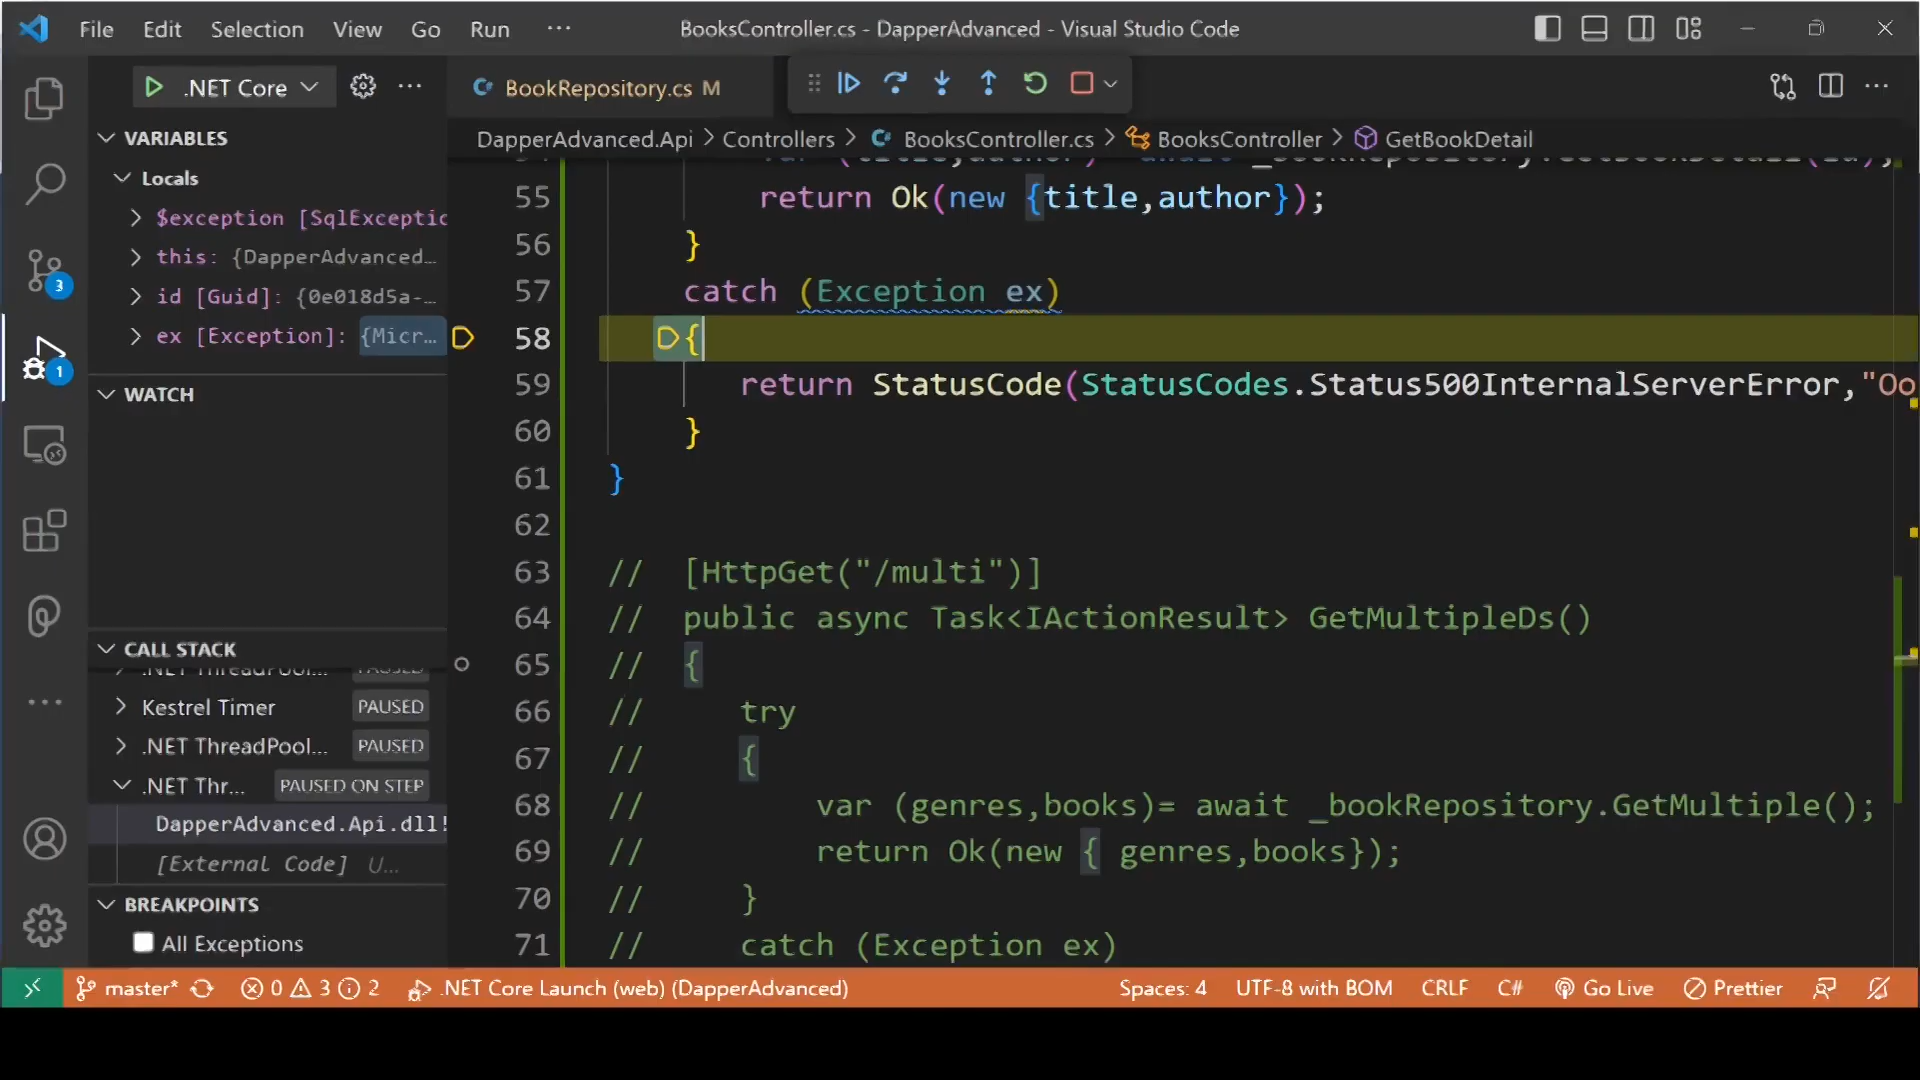 File Edit Selection View Go Run ··· BooksController.cs - DapperAdvanced - Visual Studio Code
.NET Core ··· BookRepository.cs M
DapperAdvanced.Api > Controllers > BooksController.cs > BooksController > GetBookDetail
VARIABLES
Locals
$exception [SqlExceptio
this: {DapperAdvanced…
id [Guid]: {0e018d5a-…
ex [Exception]: {Micr…
WATCH
CALL STACK
.NET ThreadPool... PAUSED
Kestrel Timer PAUSED
.NET ThreadPool... PAUSED
.NET Thr... PAUSED ON STEP
DapperAdvanced.Api.dll!
[External Code] U...
BREAKPOINTS
All Exceptions
3
1
55 return Ok(new {title,author});
56 }
57 catch (Exception ex)
58 {
59 return StatusCode(StatusCodes.Status500InternalServerError,"Oo
60 }
61 }
62
63 // [HttpGet("/multi")]
64 // public async Task<IActionResult> GetMultipleDs()
65 // {
66 // try
67 // {
68 // var (genres,books)= await _bookRepository.GetMultiple();
69 // return Ok(new { genres,books});
70 // }
71 // catch (Exception ex)
master* 0 3 2 .NET Core Launch (web) (DapperAdvanced) Spaces: 4 UTF-8 with BOM CRLF C# Go Live Prettier